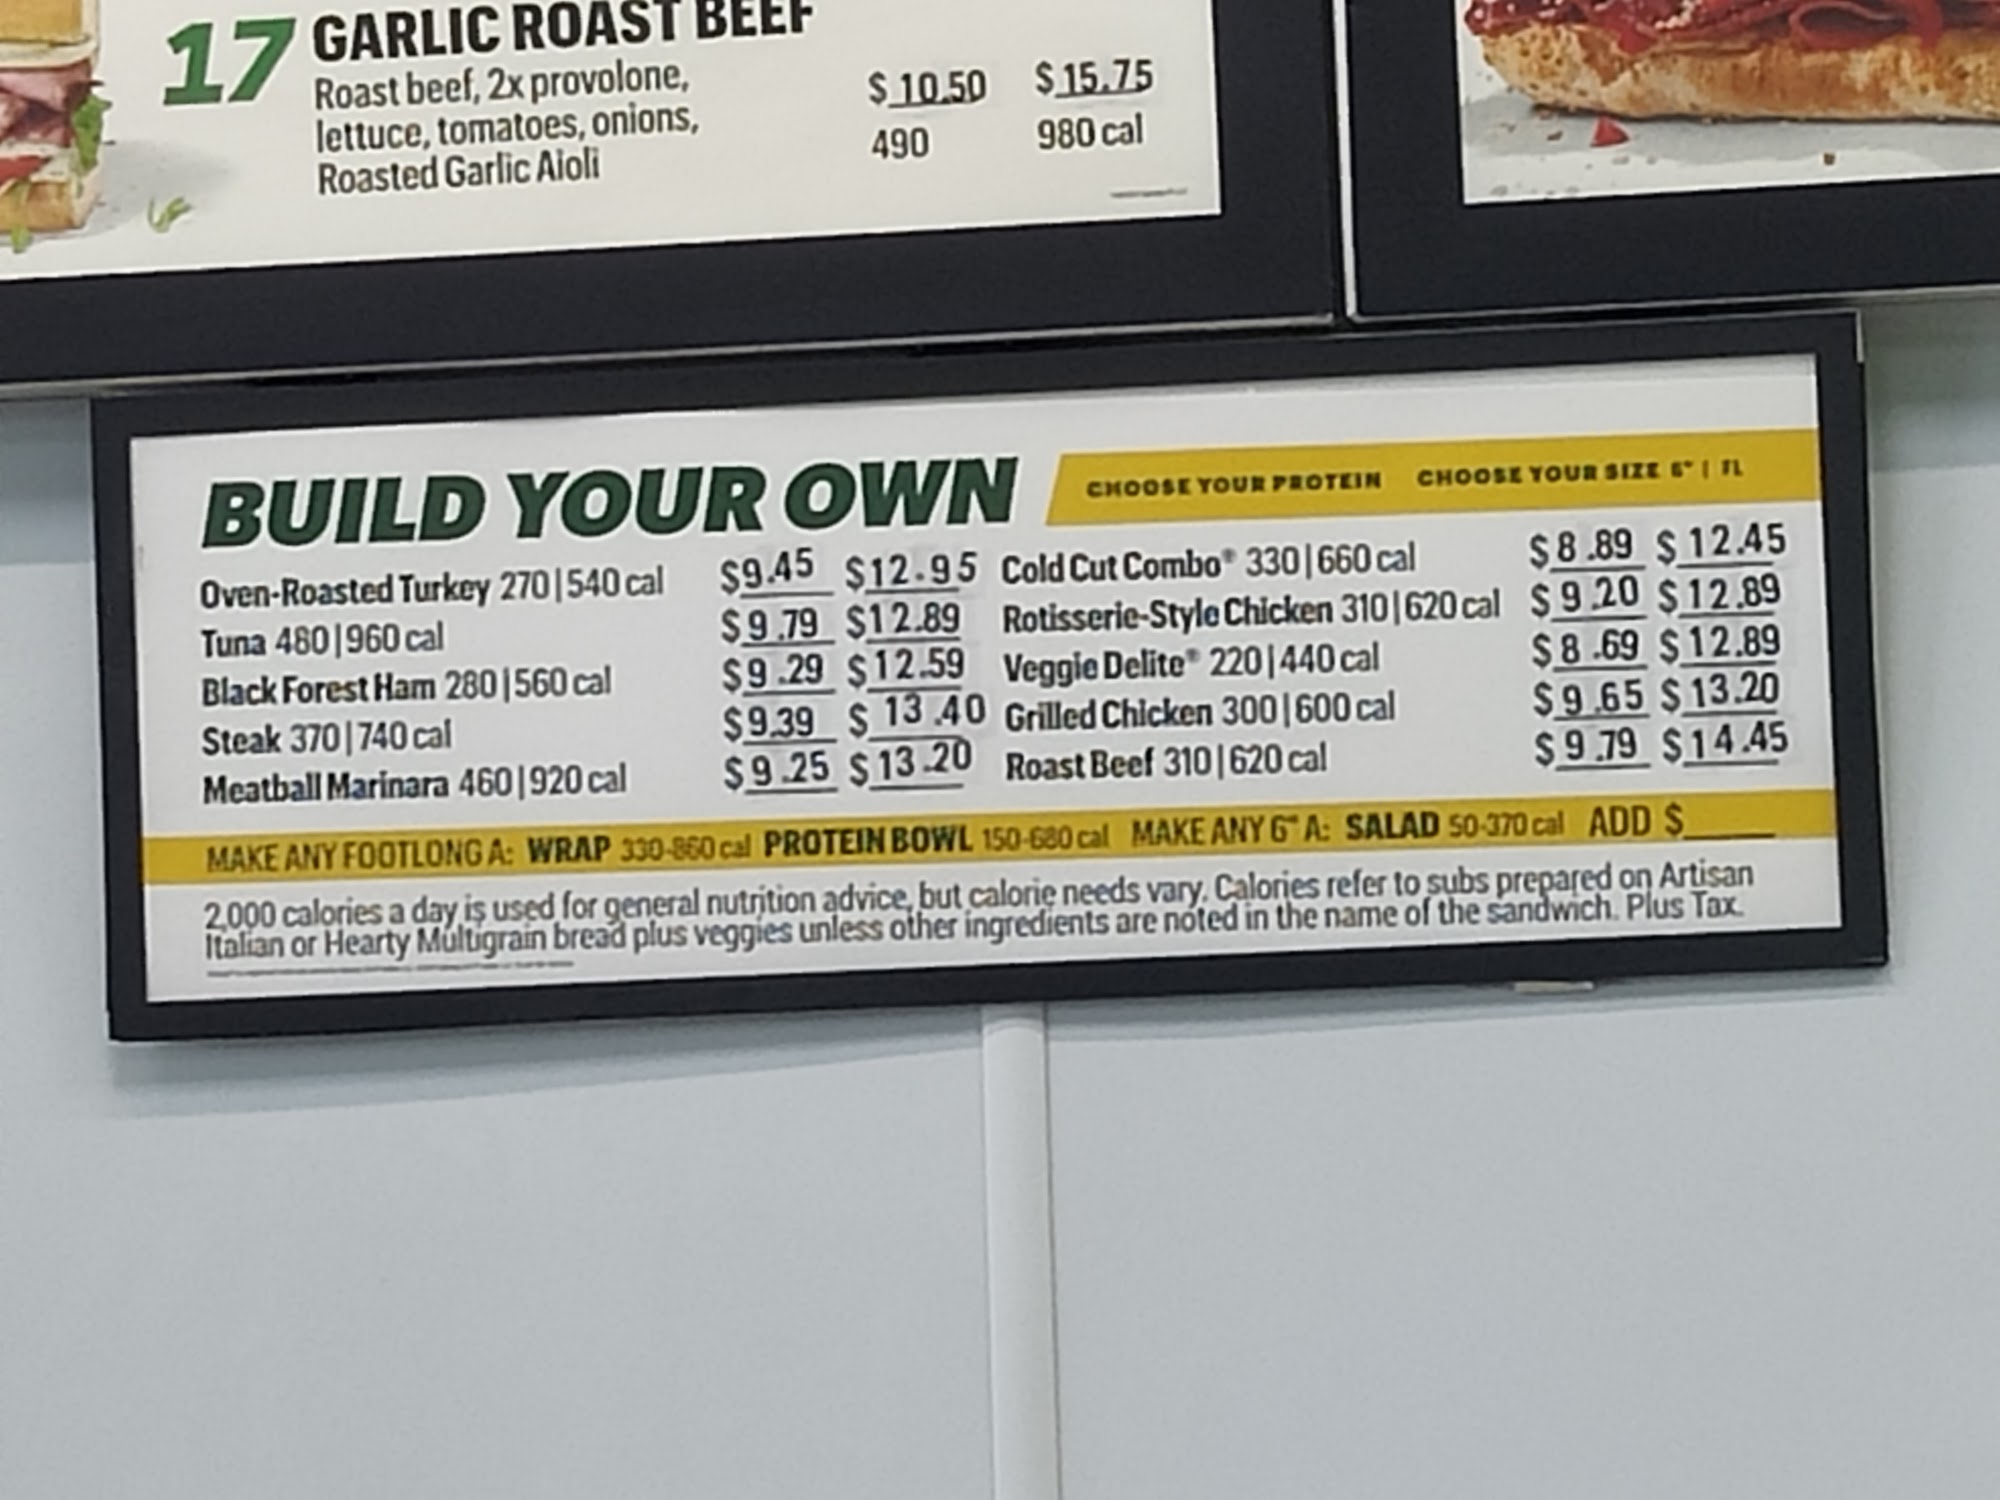 17 GARLIC ROAST BEEF
Roast beef, 2x provolone,
lettuce, tomatoes, onions,
Roasted Garlic Aioli
$10.50 $15.75
490 980 cal
BUILD YOUR OWN
CHOOSE YOUR PROTEIN CHOOSE YOUR SIZE 6" | FL
Oven-Roasted Turkey 270|540 cal $9.45 $12.95
Tuna 480|960 cal $9.79 $12.89
Black Forest Ham 280|560 cal $9.29 $12.59
Steak 370|740 cal $9.39 $13.40
Meatball Marinara 460|920 cal $9.25 $13.20
Cold Cut Combo® 330|660 cal $8.89 $12.45
Rotisserie-Style Chicken 310|620 cal $9.20 $12.89
Veggie Delite® 220|440 cal $8.69 $12.89
Grilled Chicken 300|600 cal $9.65 $13.20
Roast Beef 310|620 cal $9.79 $14.45
MAKE ANY FOOTLONG A: WRAP 330-860 cal PROTEIN BOWL 150-680 cal MAKE ANY 6" A: SALAD 50-370 cal ADD $____
2,000 calories a day is used for general nutrition advice, but calorie needs vary. Calories refer to subs prepared on Artisan
Italian or Hearty Multigrain bread plus veggies unless other ingredients are noted in the name of the sandwich. Plus Tax.